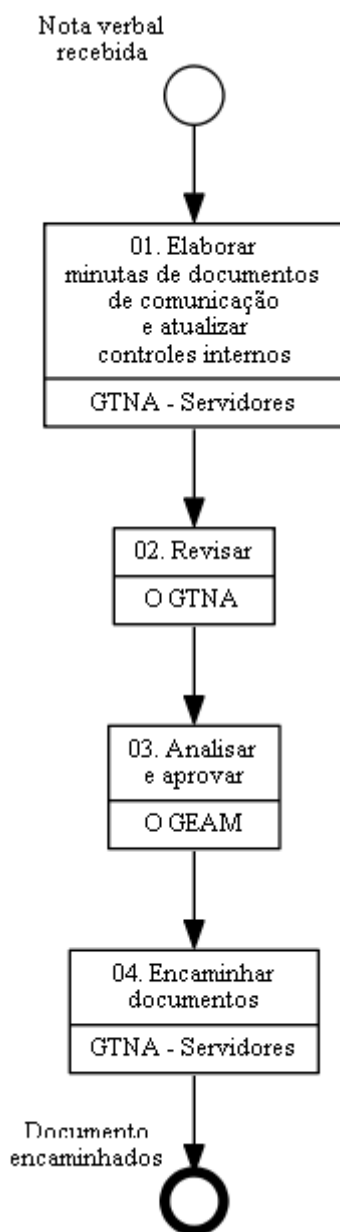 Nota verbal
recebida
01. Elaborar
minutas de documentos
de comunicação
e atualizar
controles internos
GTNA - Servidores
02. Revisar
O GTNA
03. Analisar
e aprovar
O GEAM
04. Encaminhar
documentos
GTNA - Servidores
Documento
encaminhados